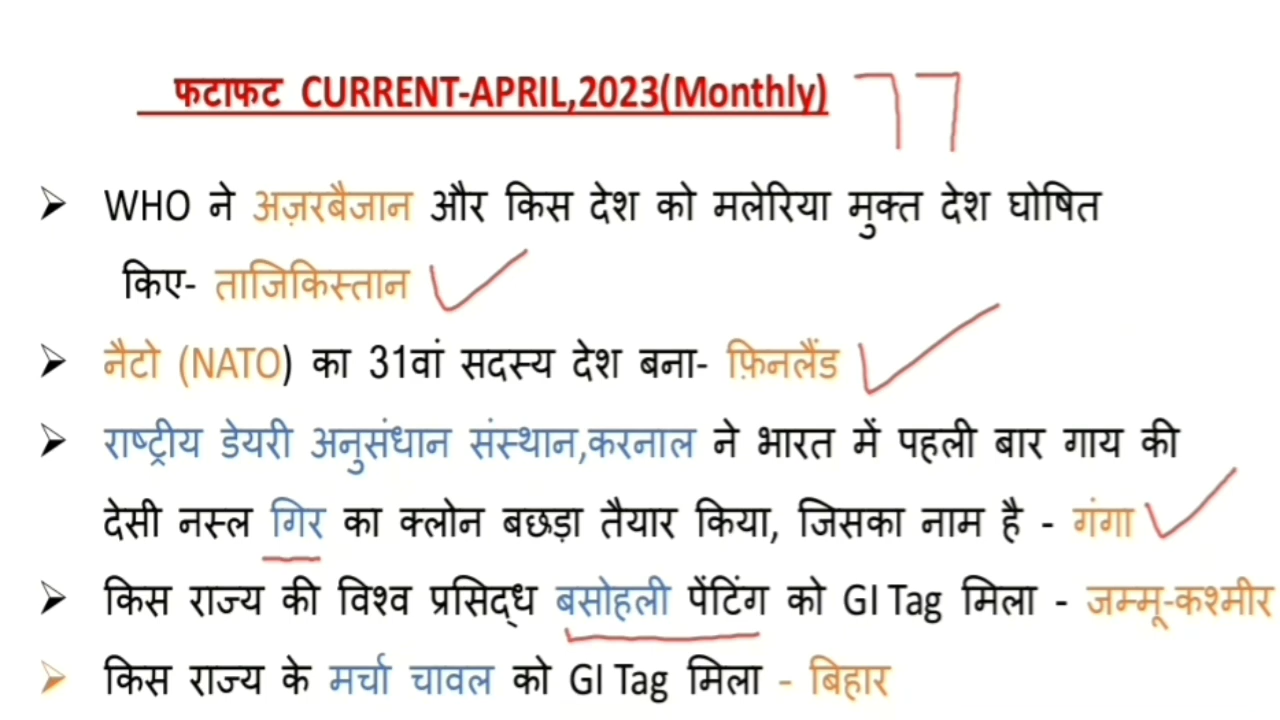 फटाफट CURRENT-APRIL,2023(Monthly)
WHO ने अज़रबैजान और किस देश को मलेरिया मुक्त देश घोषित
किए- ताजिकिस्तान
नैटो (NATO) का 31वां सदस्य देश बना- फ़िनलैंड
राष्ट्रीय डेयरी अनुसंधान संस्थान,करनाल ने भारत में पहली बार गाय की
देसी नस्ल गिर का क्लोन बछड़ा तैयार किया, जिसका नाम है - गंगा
किस राज्य की विश्व प्रसिद्ध बसोहली पेंटिंग को GI Tag मिला - जम्मू-कश्मीर
किस राज्य के मर्चा चावल को GI Tag मिला - बिहार